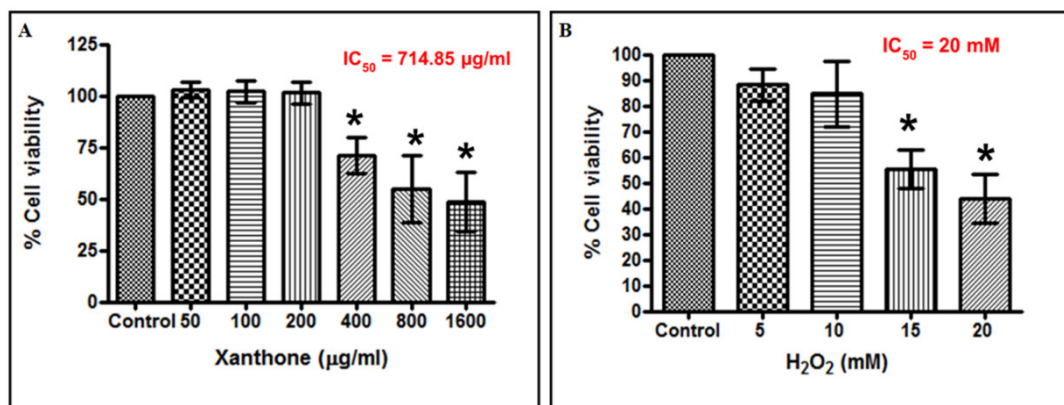 A
IC50 = 714.85 µg/ml
% Cell viability
125
100
75
50
25
0
Control 50 100 200 400 800 1600
* * *
Xanthone (µg/ml)
B
IC50 = 20 mM
% Cell viability
100
90
80
70
60
50
40
30
20
10
0
Control 5 10 15 20
* *
H2O2 (mM)